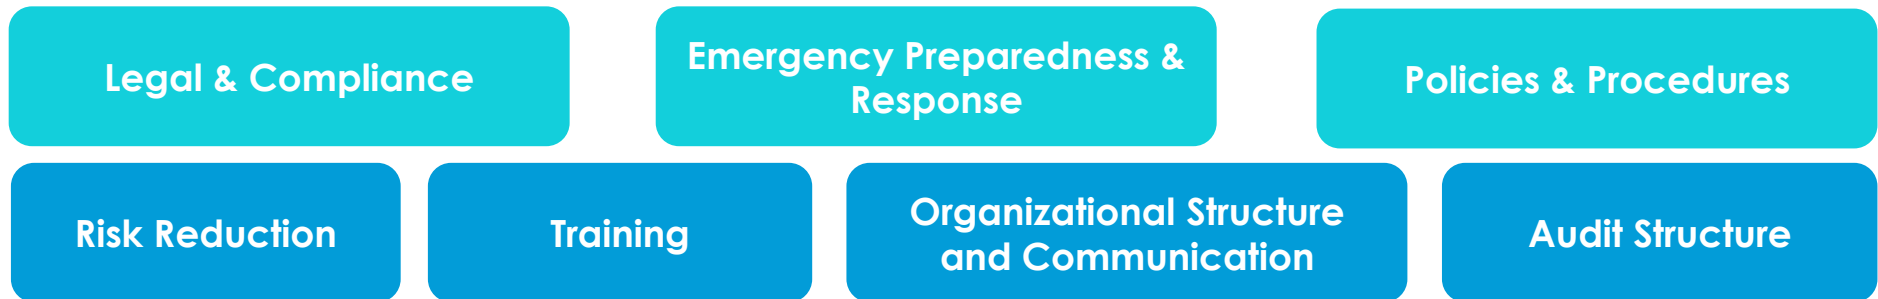 Legal & Compliance
Emergency Preparedness &
Response
Policies & Procedures
Risk Reduction
Training
Organizational Structure
and Communication
Audit Structure